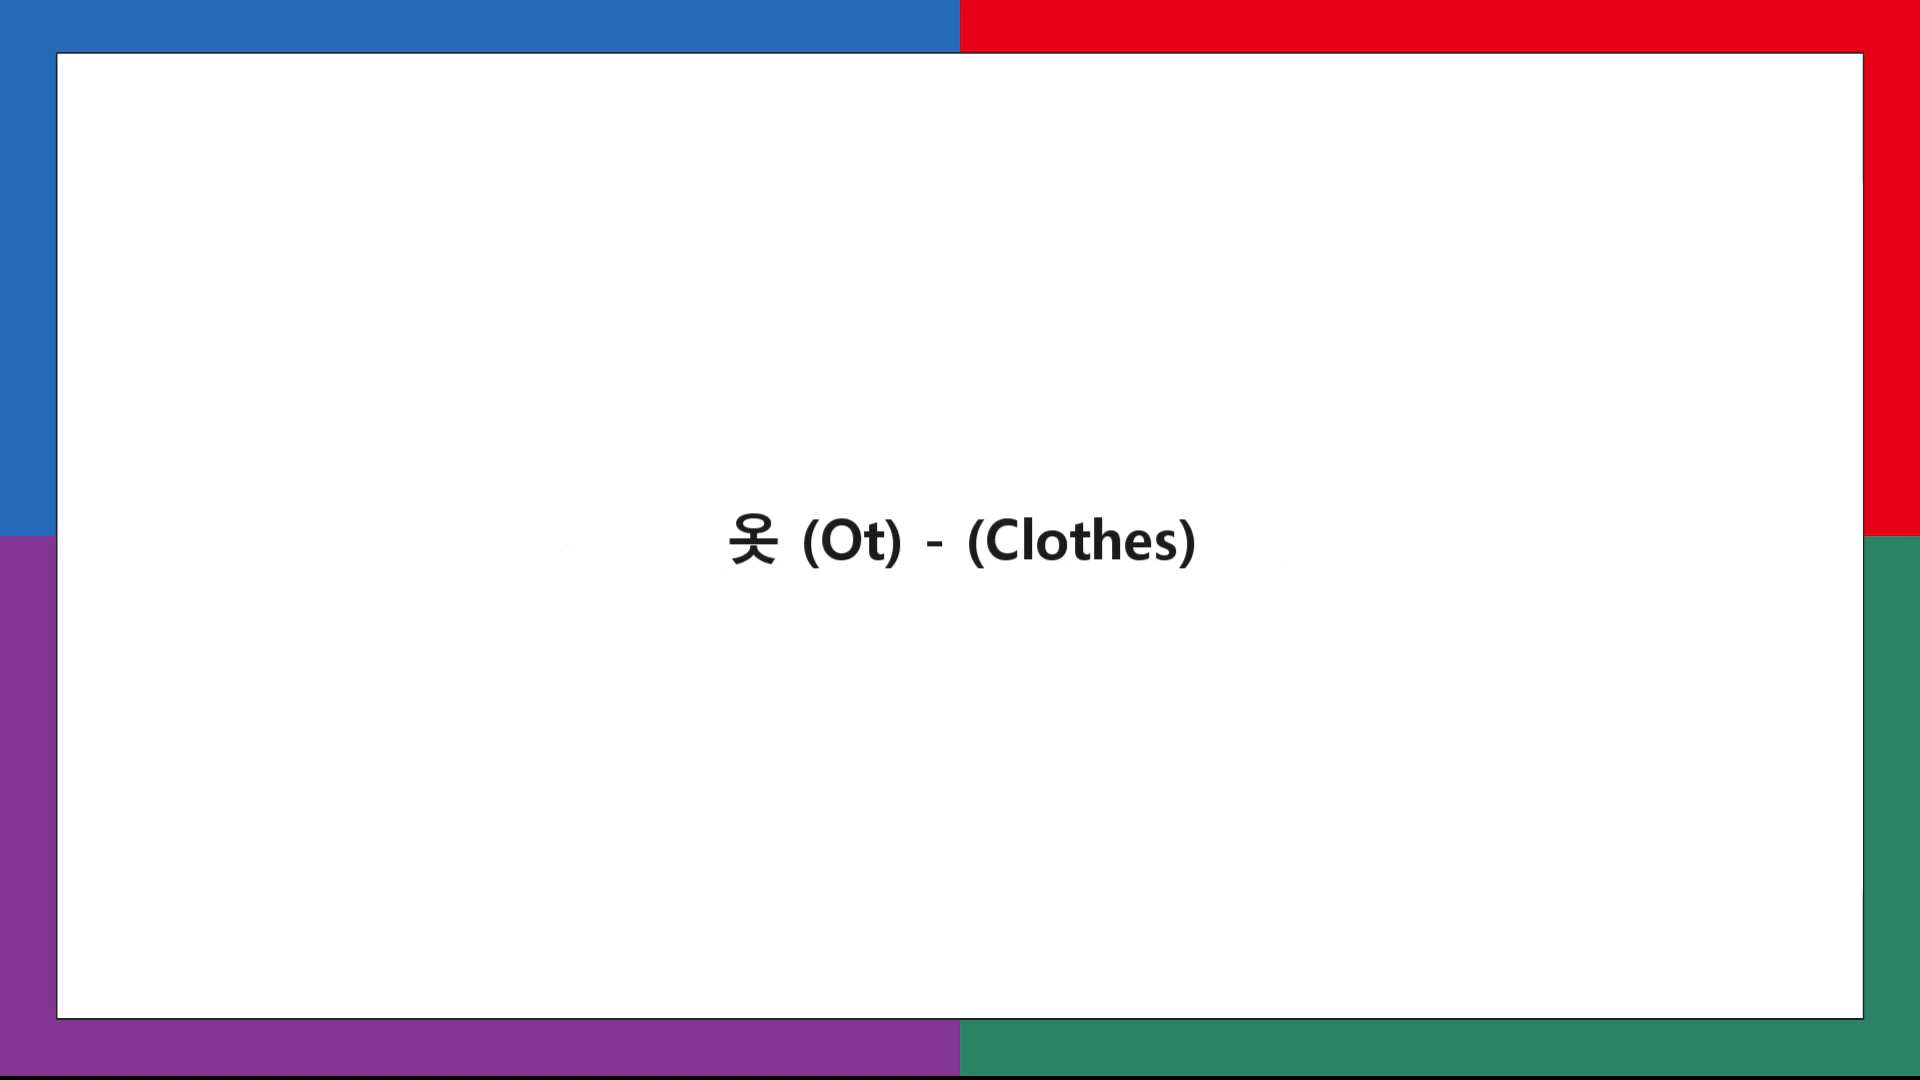 옷 (Ot) - (Clothes)